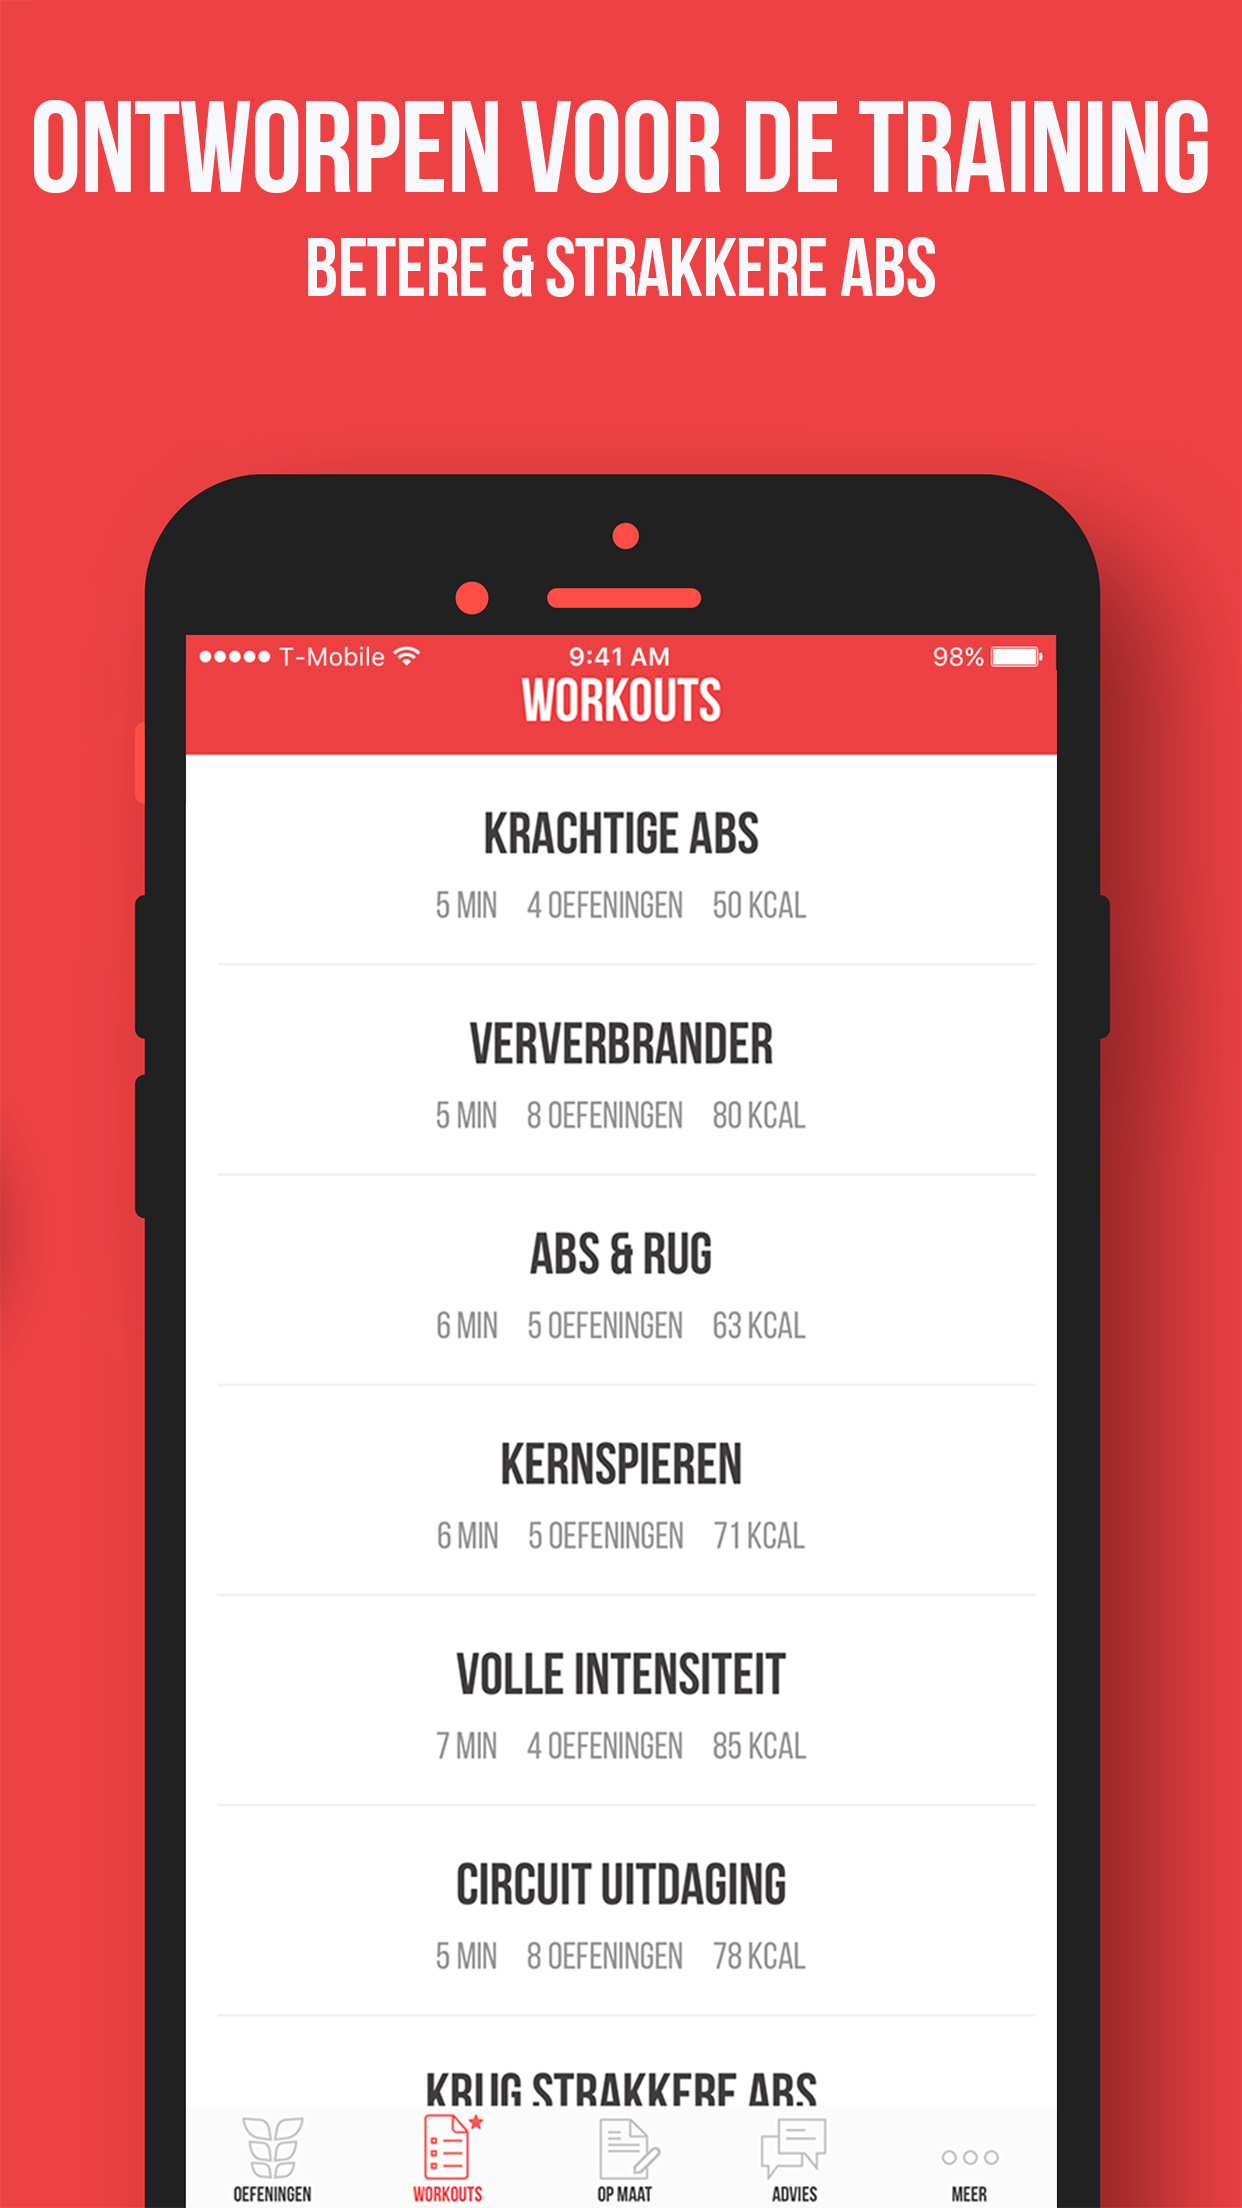 ONTWORPEN VOOR DE TRAINING
BETERE & STRAKKERE ABS
T-Mobile 9:41 AM 98%
WORKOUTS
KRACHTIGE ABS
5 MIN 4 OEFENINGEN 50 KCAL
VERVERBRANDER
5 MIN 8 OEFENINGEN 80 KCAL
ABS & RUG
6 MIN 5 OEFENINGEN 63 KCAL
KERNSPIEREN
6 MIN 5 OEFENINGEN 71 KCAL
VOLLE INTENSITEIT
7 MIN 4 OEFENINGEN 85 KCAL
CIRCUIT UITDAGING
5 MIN 8 OEFENINGEN 78 KCAL
STRAKKERE ABS
OEFENINGEN WORKOUTS OP MAAT ADVIES MEER